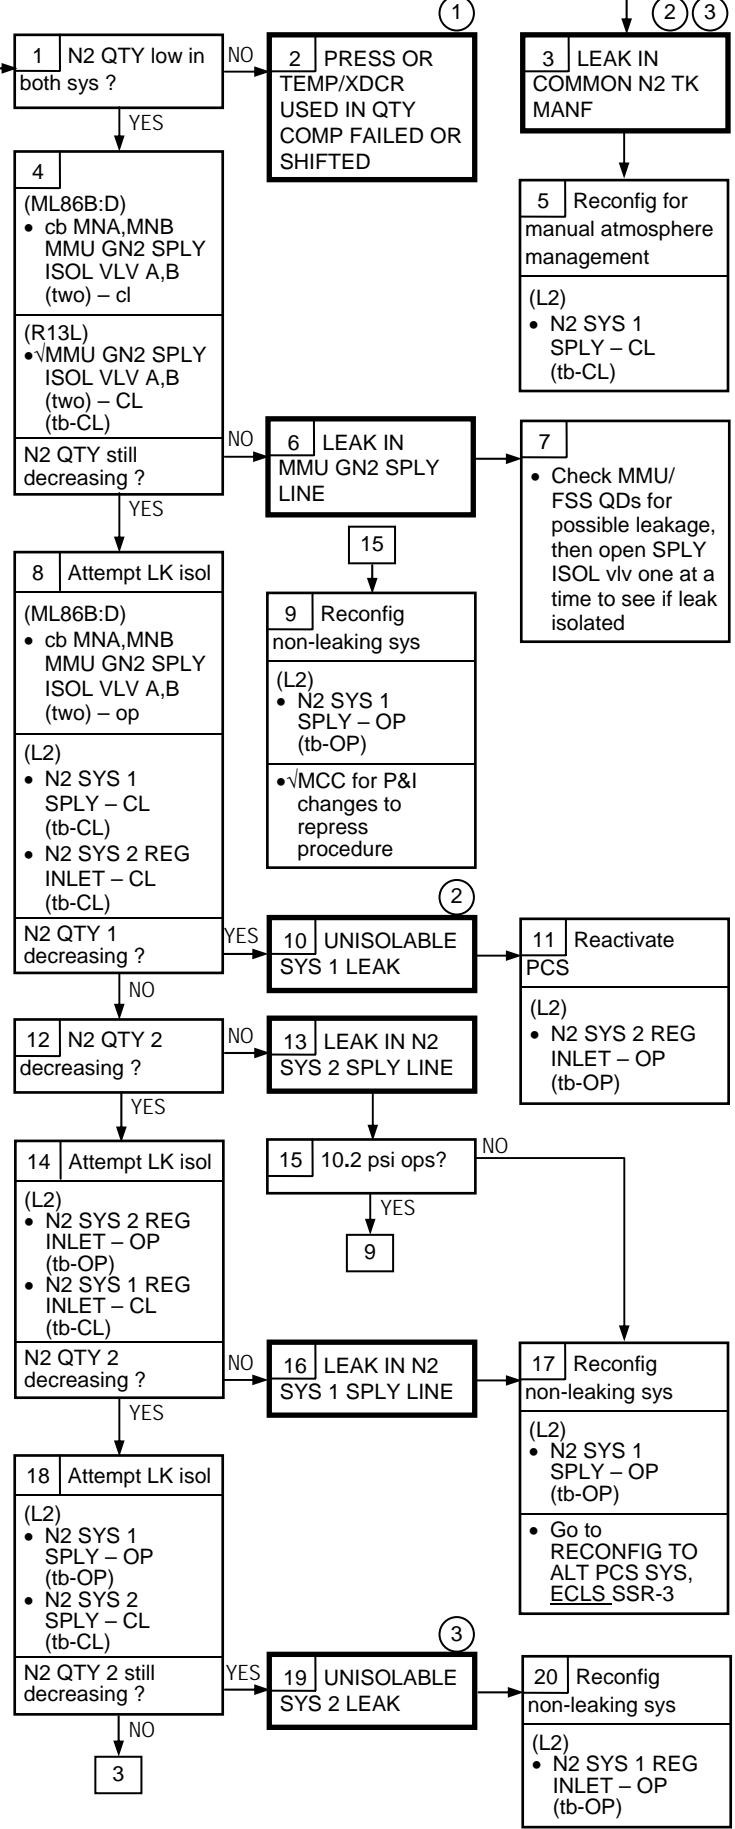 1
2
3
1 N2 QTY low in
both sys ?
NO
YES
2 PRESS OR
TEMP/XDCR
USED IN QTY
COMP FAILED OR
SHIFTED
3 LEAK IN
COMMON N2 TK
MANF
4
(ML86B:D)
• cb MNA,MNB
MMU GN2 SPLY
ISOL VLV A,B
(two) – cl
(R13L)
•√MMU GN2 SPLY
ISOL VLV A,B
(two) – CL
(tb-CL)
N2 QTY still
decreasing ?
NO
YES
5 Reconfig for
manual atmosphere
management
(L2)
• N2 SYS 1
SPLY – CL
(tb-CL)
6 LEAK IN
MMU GN2 SPLY
LINE
7
• Check MMU/
FSS QDs for
possible leakage,
then open SPLY
ISOL vlv one at a
time to see if leak
isolated
8 Attempt LK isol
(ML86B:D)
• cb MNA,MNB
MMU GN2 SPLY
ISOL VLV A,B
(two) – op
(L2)
• N2 SYS 1
SPLY – CL
(tb-CL)
• N2 SYS 2 REG
INLET – CL
(tb-CL)
N2 QTY 1
decreasing ?
YES
NO
15
9 Reconfig
non-leaking sys
(L2)
• N2 SYS 1
SPLY – OP
(tb-OP)
•√MCC for P&I
changes to
repress
procedure
2
10 UNISOLABLE
SYS 1 LEAK
11 Reactivate
PCS
(L2)
• N2 SYS 2 REG
INLET – OP
(tb-OP)
12 N2 QTY 2
decreasing ?
NO
YES
13 LEAK IN N2
SYS 2 SPLY LINE
14 Attempt LK isol
(L2)
• N2 SYS 2 REG
INLET – OP
(tb-OP)
• N2 SYS 1 REG
INLET – CL
(tb-CL)
N2 QTY 2
decreasing ?
NO
YES
15 10.2 psi ops?
NO
YES
9
16 LEAK IN N2
SYS 1 SPLY LINE
17 Reconfig
non-leaking sys
(L2)
• N2 SYS 1
SPLY – OP
(tb-OP)
• Go to
RECONFIG TO
ALT PCS SYS,
ECLS SSR-3
18 Attempt LK isol
(L2)
• N2 SYS 1
SPLY – OP
(tb-OP)
• N2 SYS 2
SPLY – CL
(tb-CL)
N2 QTY 2 still
decreasing ?
YES
NO
3
3
19 UNISOLABLE
SYS 2 LEAK
20 Reconfig
non-leaking sys
(L2)
• N2 SYS 1 REG
INLET – OP
(tb-OP)